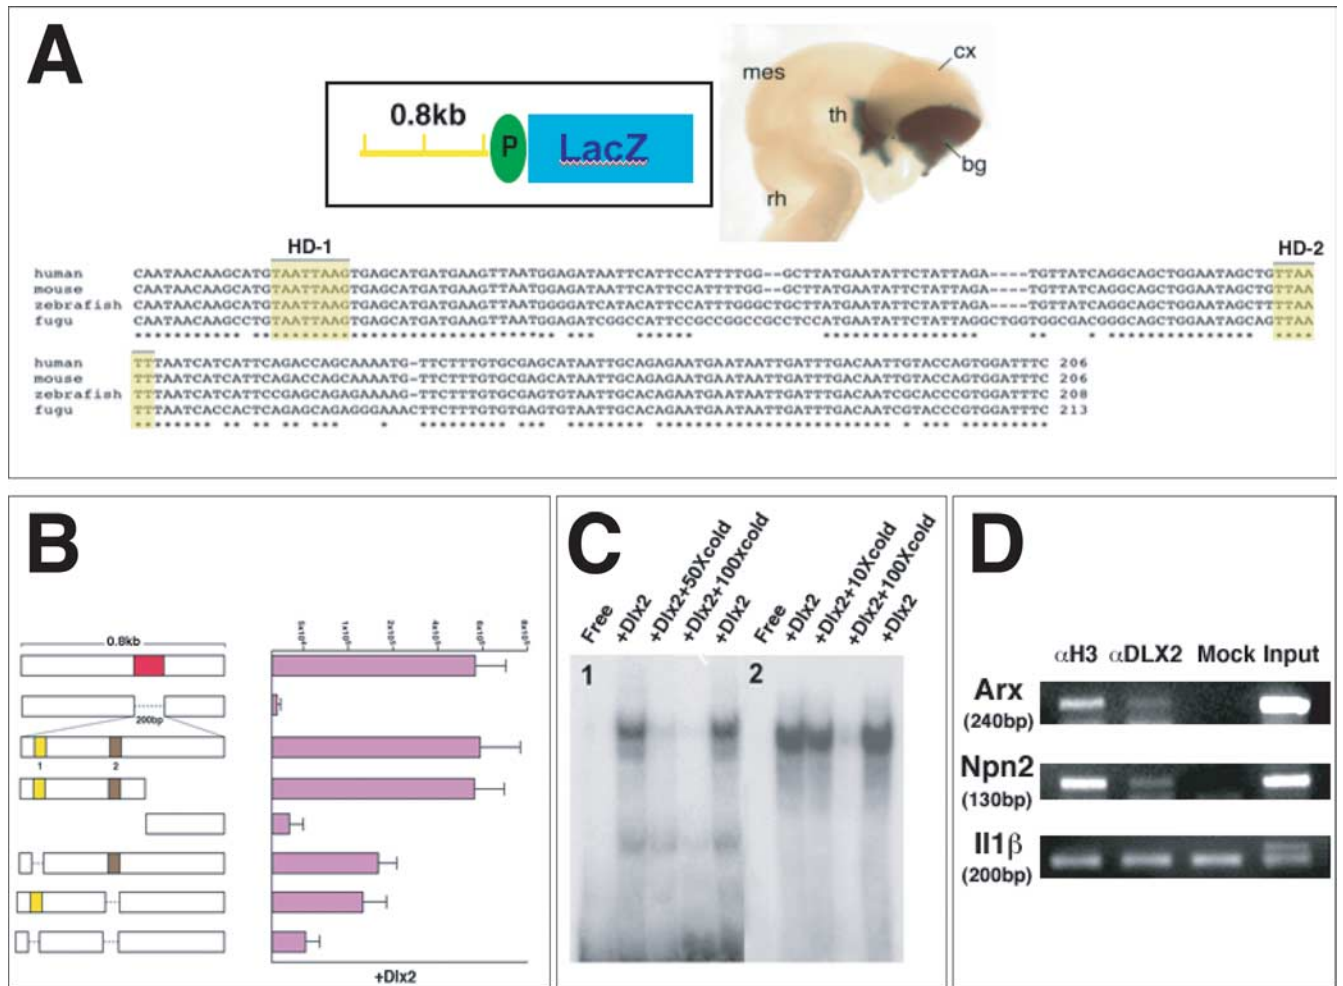 A
0.8kb
P
LacZ
mes
cx
th
bg
rh
HD-1
HD-2
human CAATAACAAGCATGTAATTAAGTGAGCATGATGAAGTTAATGGAGATAATTCATTCCATTTTGG--GCTTATGAATATTCTATTAGA----TGTTATCAGGCAGCTGGAATAGCTGTTAA
mouse CAATAACAAGCATGTAATTAAGTGAGCATGATGAAGTTAATGGAGATAATTCATTCCATTTTGG--GCTTATGAATATTCTATTAGA----TGTTATCAGGCAGCTGGAATAGCTGTTAA
zebrafish CAATAACAAGCATGTAATTAAGTGAGCATGATGAAGTTAATGGGGATCATACATTCCATTTGGGCTGCTTATGAATATTCTATTAGA----TGTTATCAGGCAGCTGGAATAGCTTTTAA
fugu CAATAACAAGCCTGTAATTAAGTGAGCATGATGAAGTTAATGGAGATCGGCCATTCCGCCGGCCGCCTCCATGAATATTCTATTAGGCTGGTGGCGACGGGCAGCTGGAATAGCAGTTAA
human TTTAATCATCATTCAGACCAGCAAAATG-TTCTTTGTGCGAGCATAATTGCAGAGAATGAATAATTGATTTGACAATTGTACCAGTGGATTTC 206
mouse TTTAATCATCATTCAGACCAGCAAAATG-TTCTTTGTGCGAGCATAATTGCAGAGAATGAATAATTGATTTGACAATTGTACCAGTGGATTTC 206
zebrafish TTTAATCATCATTCCGAGCAGAGAAAAG-TTCTTTGTGCGAGTGTAATTGCAGAGAATGAATAATTGATTTGACAATCGCACCAGTGGATTTC 208
fugu TTTAATCACCACTCAGAGCAGAGGGAAACTTCTTTGTGTGAGTGTAATTGCACAGAATGAATAATTGATTTGACAATCGTACCCGTGGATTTC 213
B
0.8kb
200bp
1
2
+Dlx2
C
Free
+Dlx2
+Dlx2+50Xcold
+Dlx2+100xcold
+Dlx2
Free
+Dlx2
+Dlx2+10Xcold
+Dlx2+100Xcold
+Dlx2
1
2
D
αH3 αDLX2 Mock Input
Arx
(240bp)
Npn2
(130bp)
Il1β
(200bp)